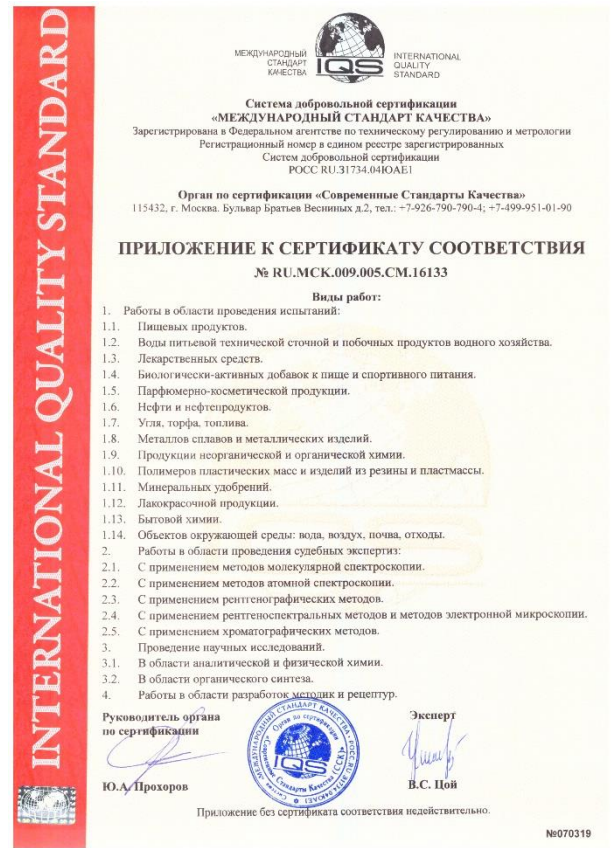 INTERNATIONAL QUALITY STANDARD
МЕЖДУНАРОДНЫЙ
СТАНДАРТ
КАЧЕСТВА
IQS
INTERNATIONAL
QUALITY
STANDARD
Система добровольной сертификации
«МЕЖДУНАРОДНЫЙ СТАНДАРТ КАЧЕСТВА»
Зарегистрирована в Федеральном агентстве по техническому регулированию и метрологии
Регистрационный номер в едином реестре зарегистрированных
Систем добровольной сертификации
РОСС RU.31734.04ЮАЕ1
Орган по сертификации «Современные Стандарты Качества»
115432, г. Москва. Бульвар Братьев Весниных д.2, тел.: +7-926-790-790-4; +7-499-951-01-90
ПРИЛОЖЕНИЕ К СЕРТИФИКАТУ СООТВЕТСТВИЯ
№ RU.МСК.009.005.СМ.16133
Виды работ:
1. Работы в области проведения испытаний:
1.1. Пищевых продуктов.
1.2. Воды питьевой технической сточной и побочных продуктов водного хозяйства.
1.3. Лекарственных средств.
1.4. Биологически-активных добавок к пище и спортивного питания.
1.5. Парфюмерно-косметической продукции.
1.6. Нефти и нефтепродуктов.
1.7. Угля, торфа, топлива.
1.8. Металлов сплавов и металлических изделий.
1.9. Продукции неорганической и органической химии.
1.10. Полимеров пластических масс и изделий из резины и пластмассы.
1.11. Минеральных удобрений.
1.12. Лакокрасочной продукции.
1.13. Бытовой химии.
1.14. Объектов окружающей среды: вода, воздух, почва, отходы.
2. Работы в области проведения судебных экспертиз:
2.1. С применением методов молекулярной спектроскопии.
2.2. С применением методов атомной спектроскопии.
2.3. С применением рентгенографических методов.
2.4. С применением рентгеноспектральных методов и методов электронной микроскопии.
2.5. С применением хроматографических методов.
3. Проведение научных исследований.
3.1. В области аналитической и физической химии.
3.2. В области органического синтеза.
4. Работы в области разработок методик и рецептур.
Руководитель органа
по сертификации
Эксперт
IQS
Ю.А. Прохоров
В.С. Цой
Приложение без сертификата соответствия недействительно.
№070319